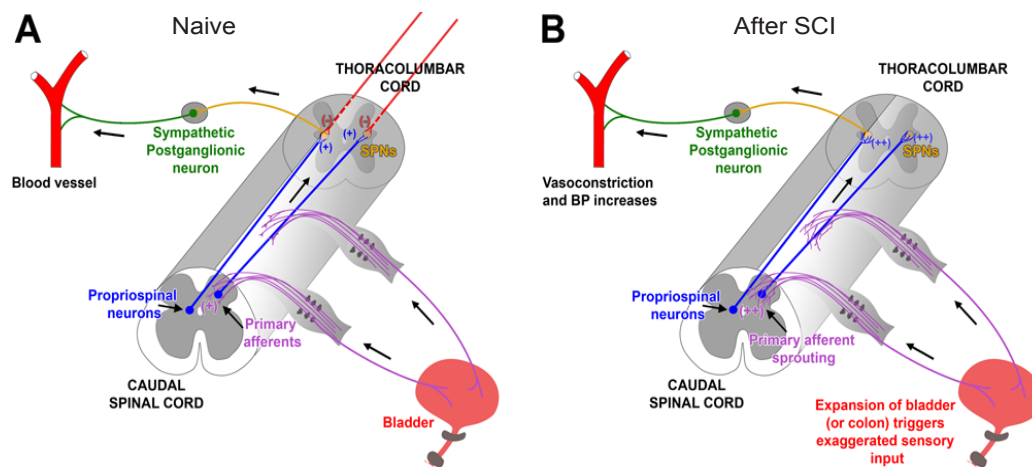 A
Naive
THORACOLUMBAR
CORD
(-)
(-)
(+)
(+)
SPNs
Sympathetic
Postganglionic
neuron
Blood vessel
Propriospinal
neurons
(+)
Primary
afferents
CAUDAL
SPINAL CORD
Bladder
B
After SCI
THORACOLUMBAR
CORD
(++)
(++)
SPNs
Sympathetic
Postganglionic
neuron
Vasoconstriction
and BP increases
Propriospinal
neurons
(++)
Primary afferent
sprouting
CAUDAL
SPINAL CORD
Expansion of bladder
(or colon) triggers
exaggerated sensory
input